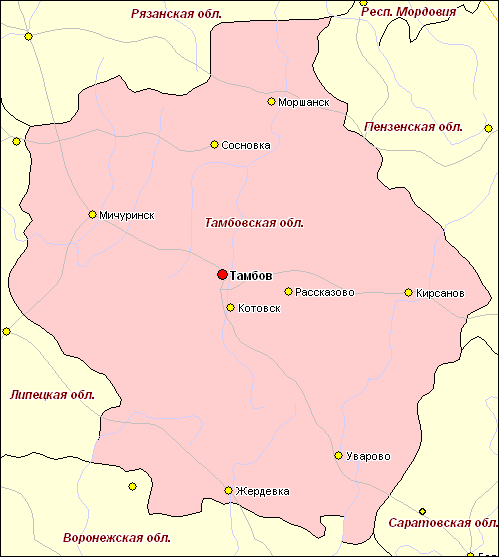 Рязанская обл.
Респ. Мордовия
Моршанск
Пензенская обл.
Сосновка
Мичуринск
Тамбовская обл.
Тамбов
Рассказово
Кирсанов
Котовск
Липецкая обл.
Уварово
Жердевка
Саратовская обл.
Воронежская обл.